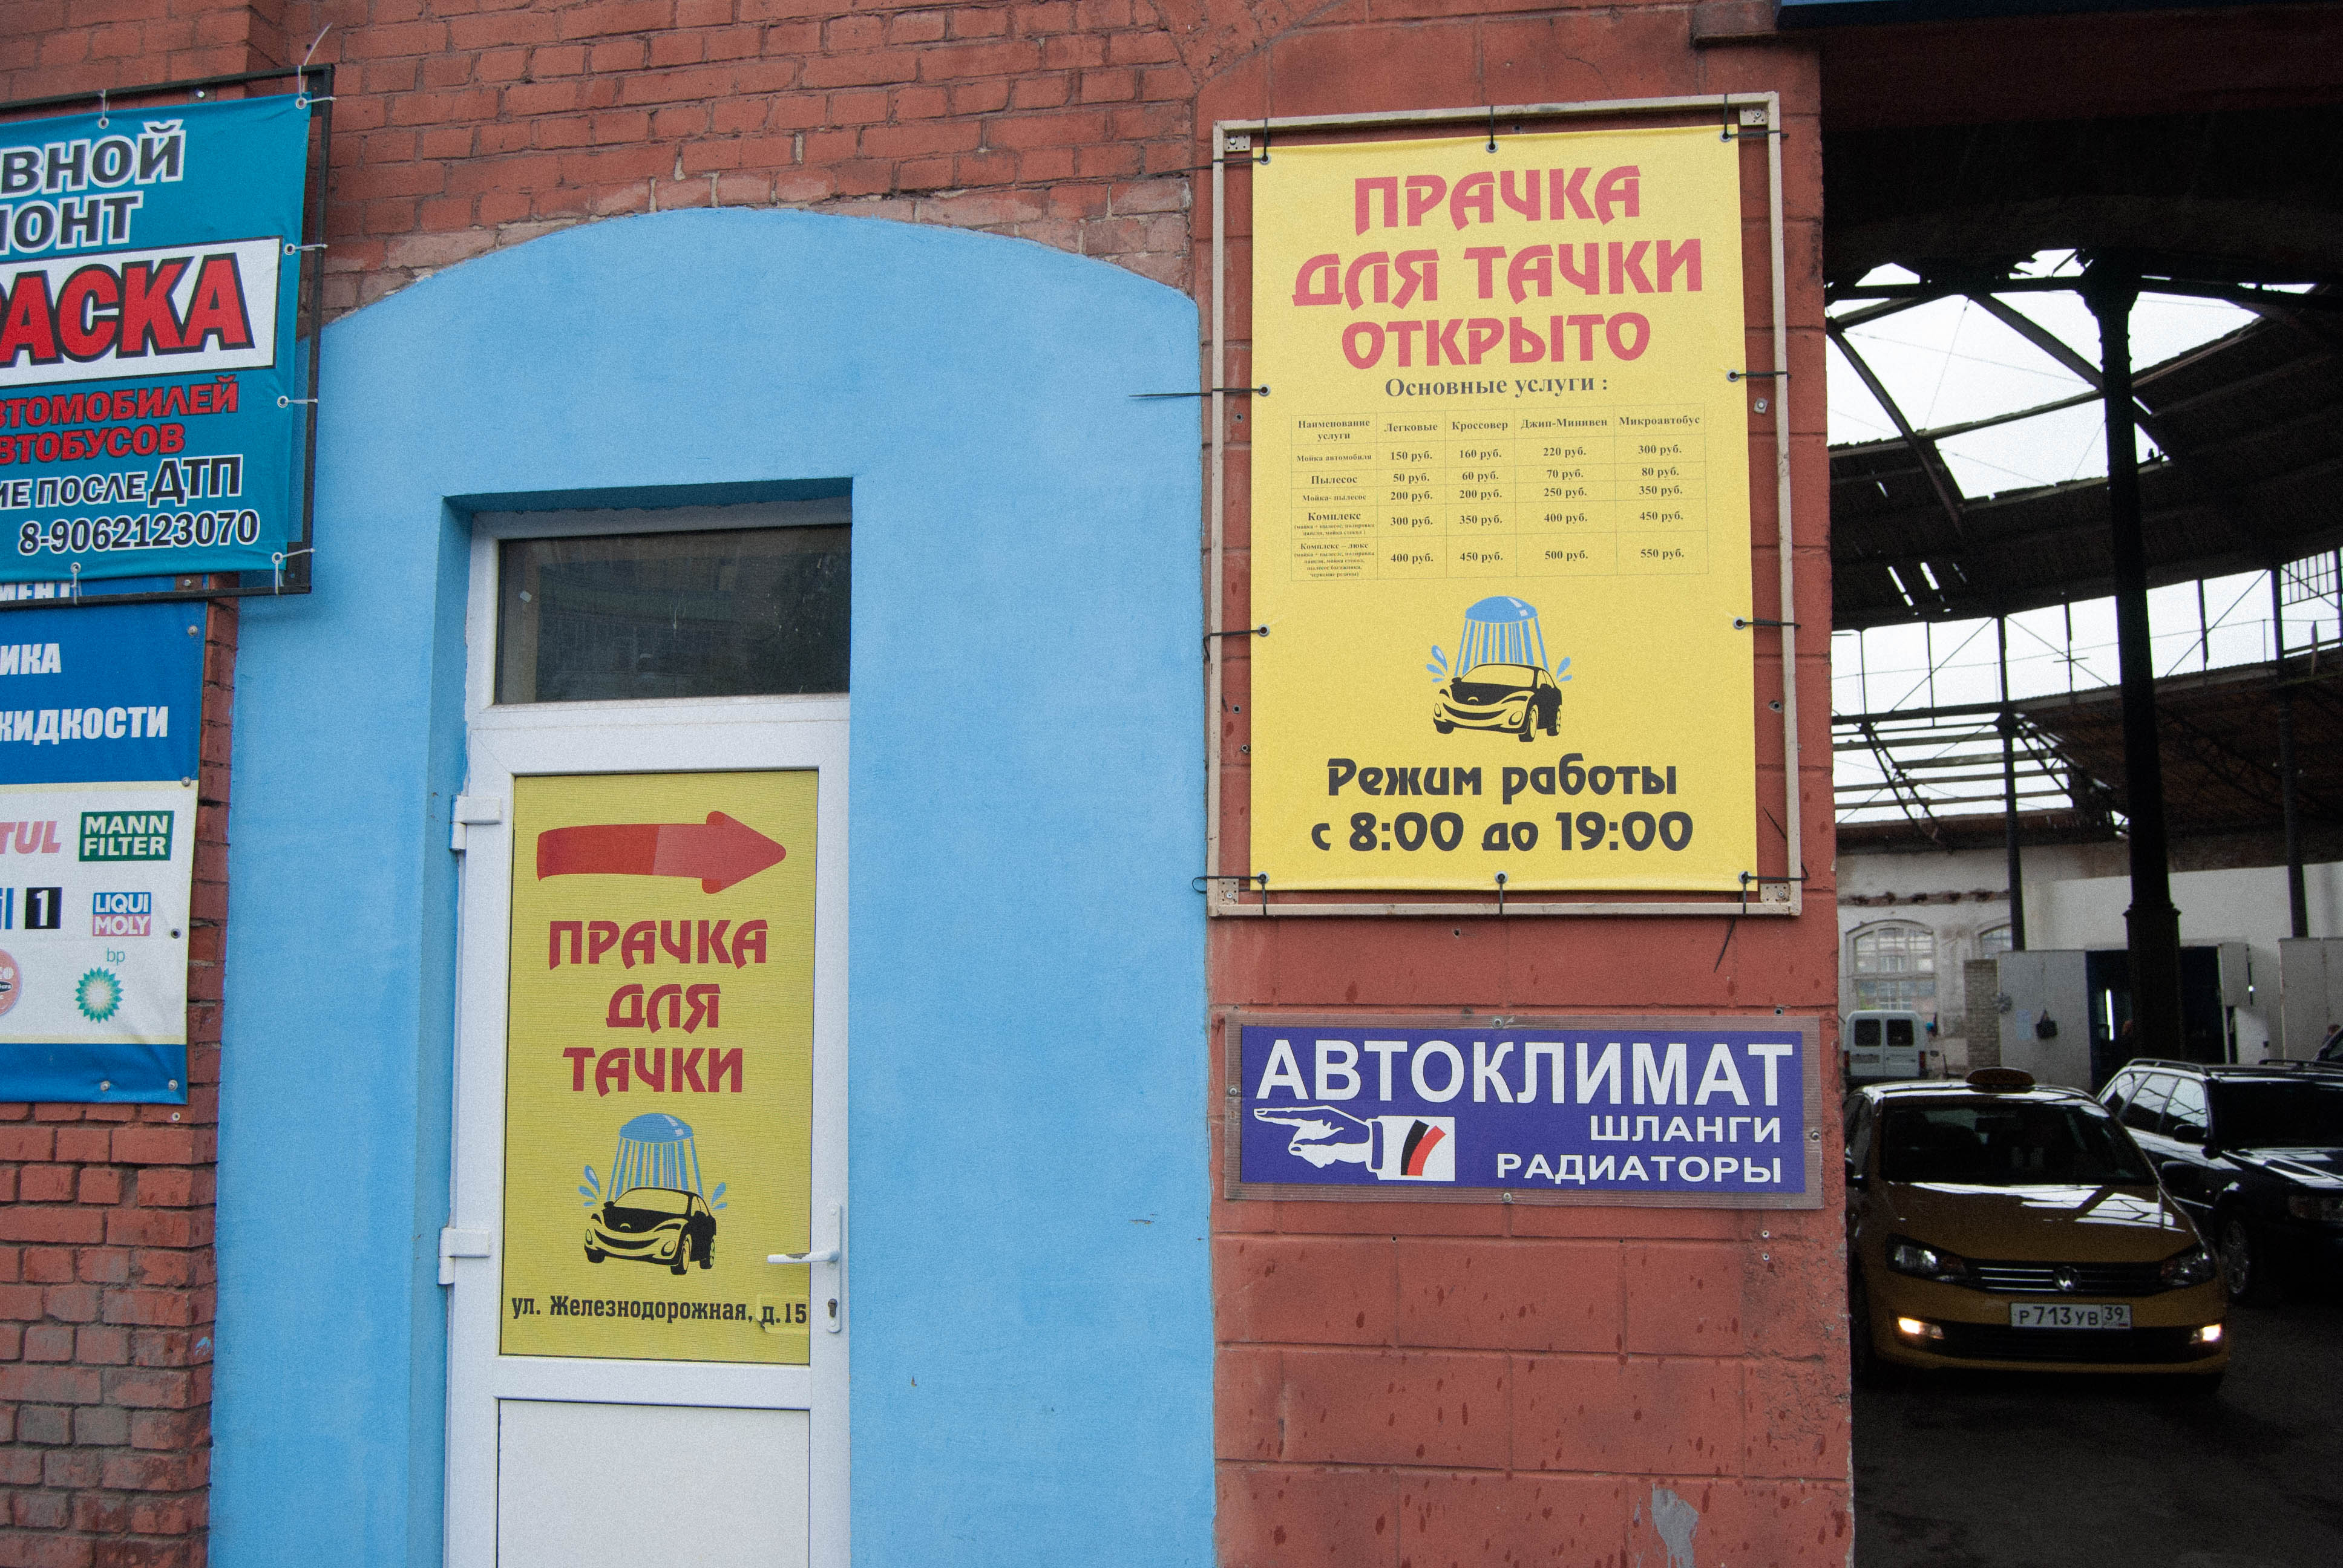 ВНОЙ
МОНТ
РАСКА
ВТОМОБИЛЕЙ
ВТОБУСОВ
ИЕ ПОСЛЕ ДТП
8-9062123070
МЕНТ
ИКА
ЖИДКОСТИ
TUL
MANN
FILTER
il 1
LIQUI
MOLY
bp
ПРАЧКА
ДЛЯ
ТАЧКИ
ул. Железнодорожная, д.15
ПРАЧКА
ДЛЯ ТАЧКИ
ОТКРЫТО
Основные услуги :
Наименование услуги Легковые Кроссовер Джип-Минивен Микроавтобус
Мойка автомобиля 150 руб. 160 руб. 220 руб. 300 руб.
Пылесос 50 руб. 60 руб. 70 руб. 80 руб.
Мойка- пылесос 200 руб. 200 руб. 250 руб. 350 руб.
Комплекс 300 руб. 350 руб. 400 руб. 450 руб.
Комплекс – люкс 400 руб. 450 руб. 500 руб. 550 руб.
Режим работы
с 8:00 до 19:00
АВТОКЛИМАТ
ШЛАНГИ
РАДИАТОРЫ
Р713УВ 39